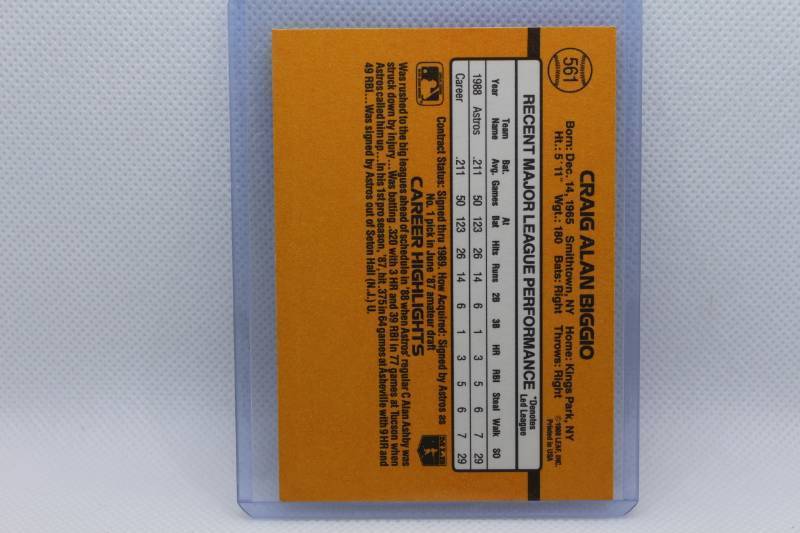 561
CRAIG ALAN BIGGIO
Born: Dec. 14, 1965 Smithtown, NY Home: Kings Park, NY
Ht.: 5'11" Wgt.: 180 Bats: Right Throws: Right
©1988 LEAF, INC.
Printed in USA
RECENT MAJOR LEAGUE PERFORMANCE
*Denotes
Led League
Year Team Name Bat. Avg. Games At Bat Hits Runs 2B 3B HR RBI Steal Walk SO
1988 Astros .211 50 123 26 14 6 1 3 5 6 7 29
Career .211 50 123 26 14 6 1 3 5 6 7 29
Contract Status: Signed thru 1989. How Acquired: Signed by Astros as
No. 1 pick in June '87 amateur draft
CAREER HIGHLIGHTS
Was rushed to the big leagues ahead of schedule in '88 when Astros' regular C Alan Ashby was
struck down by injury...Was batting .320 with 3 HR and 39 RBI in 77 games at Tucson when
Astros called him up...In his 1st pro season, '87, hit .375 in 64 games at Asheville with 9 HR and
49 RBI...Was signed by Astros out of Seton Hall (N.J.) U.